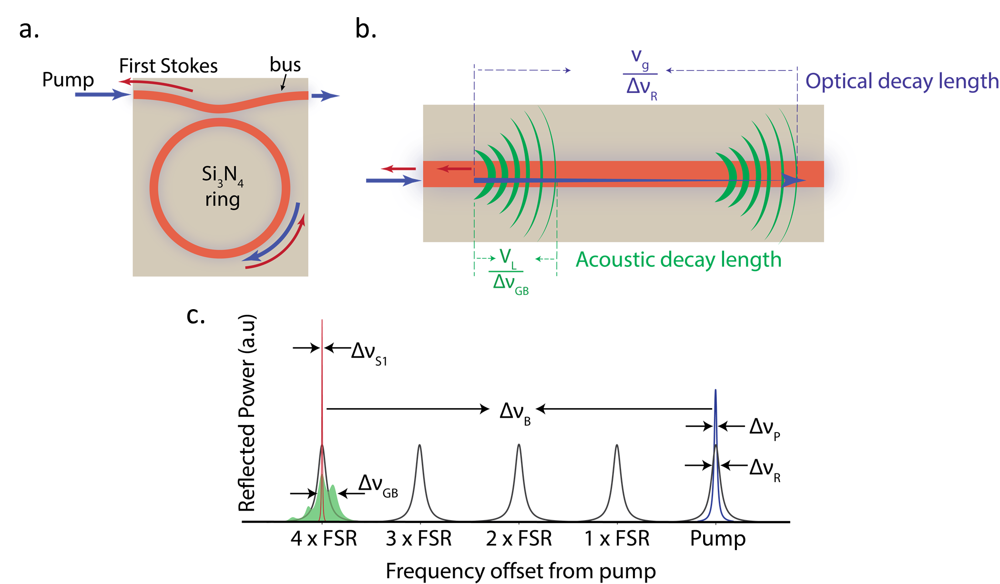 a.
First Stokes
bus
Pump
Si3N4
ring
b.
vg
ΔνR
Optical decay length
VL
ΔνGB
Acoustic decay length
c.
Reflected Power (a.u)
ΔνS1
ΔνB
ΔνP
ΔνR
ΔνGB
4 x FSR 3 x FSR 2 x FSR 1 x FSR Pump
Frequency offset from pump